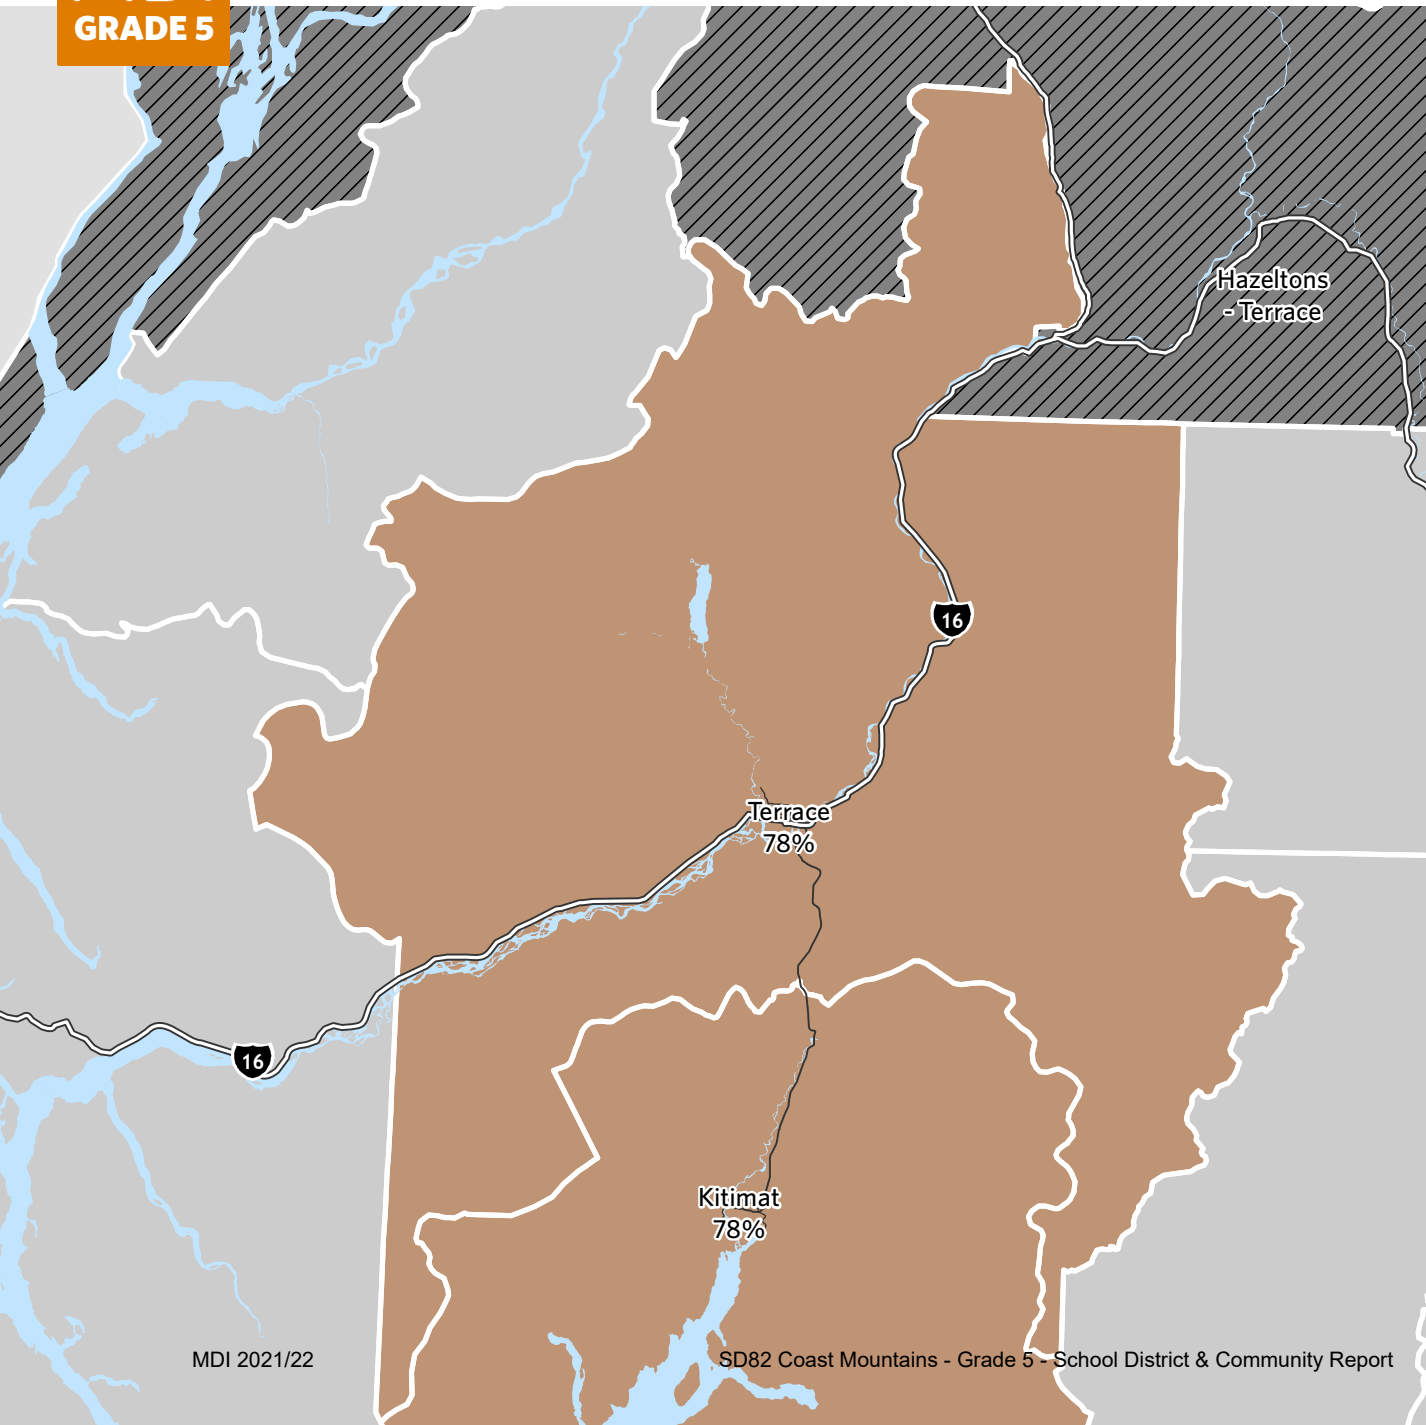 GRADE 5
Hazeltons
- Terrace
16
Terrace
78%
16
Kitimat
78%
MDI 2021/22
SD82 Coast Mountains - Grade 5 - School District & Community Report